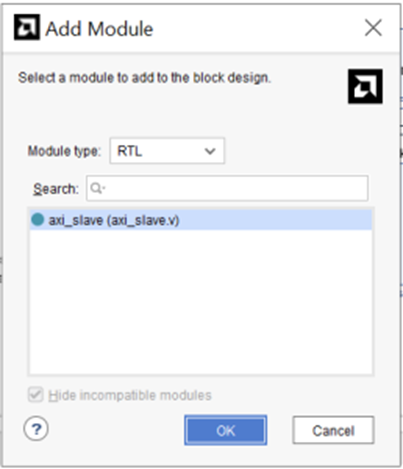 Add Module
Select a module to add to the block design.
Module type: RTL
Search: Q-
axi_slave (axi_slave.v)
Hide incompatible modules
? OK Cancel